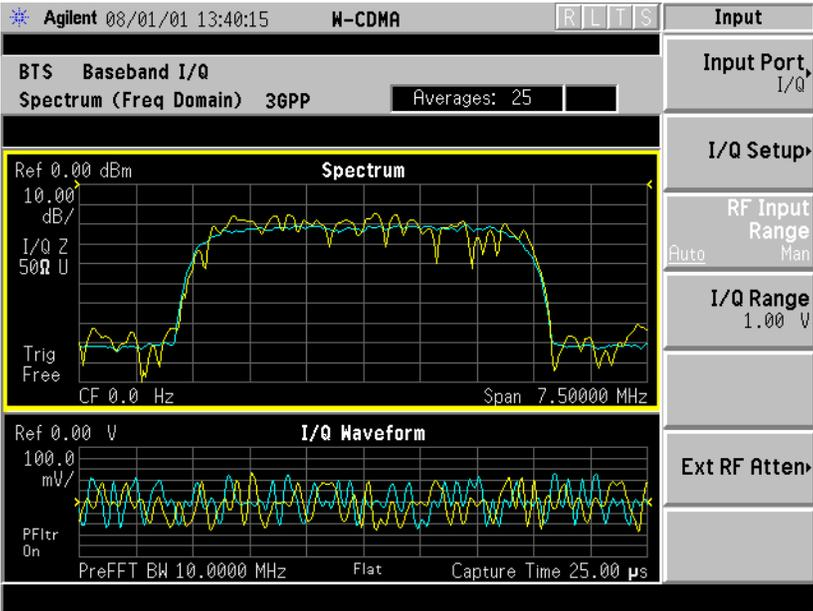 Agilent 08/01/01 13:40:15 W-CDMA R L T S Input
BTS Baseband I/Q
Spectrum (Freq Domain) 3GPP Averages: 25
Input Port
I/Q
I/Q Setup
RF Input
Range
Auto Man
I/Q Range
1.00 V
Ext RF Atten
Ref 0.00 dBm Spectrum
10.00
dB/
I/Q Z
50Ω U
Trig
Free
CF 0.0 Hz Span 7.50000 MHz
Ref 0.00 V I/Q Waveform
100.0
mV/
PFltr
On
PreFFT BW 10.0000 MHz Flat Capture Time 25.00 µs